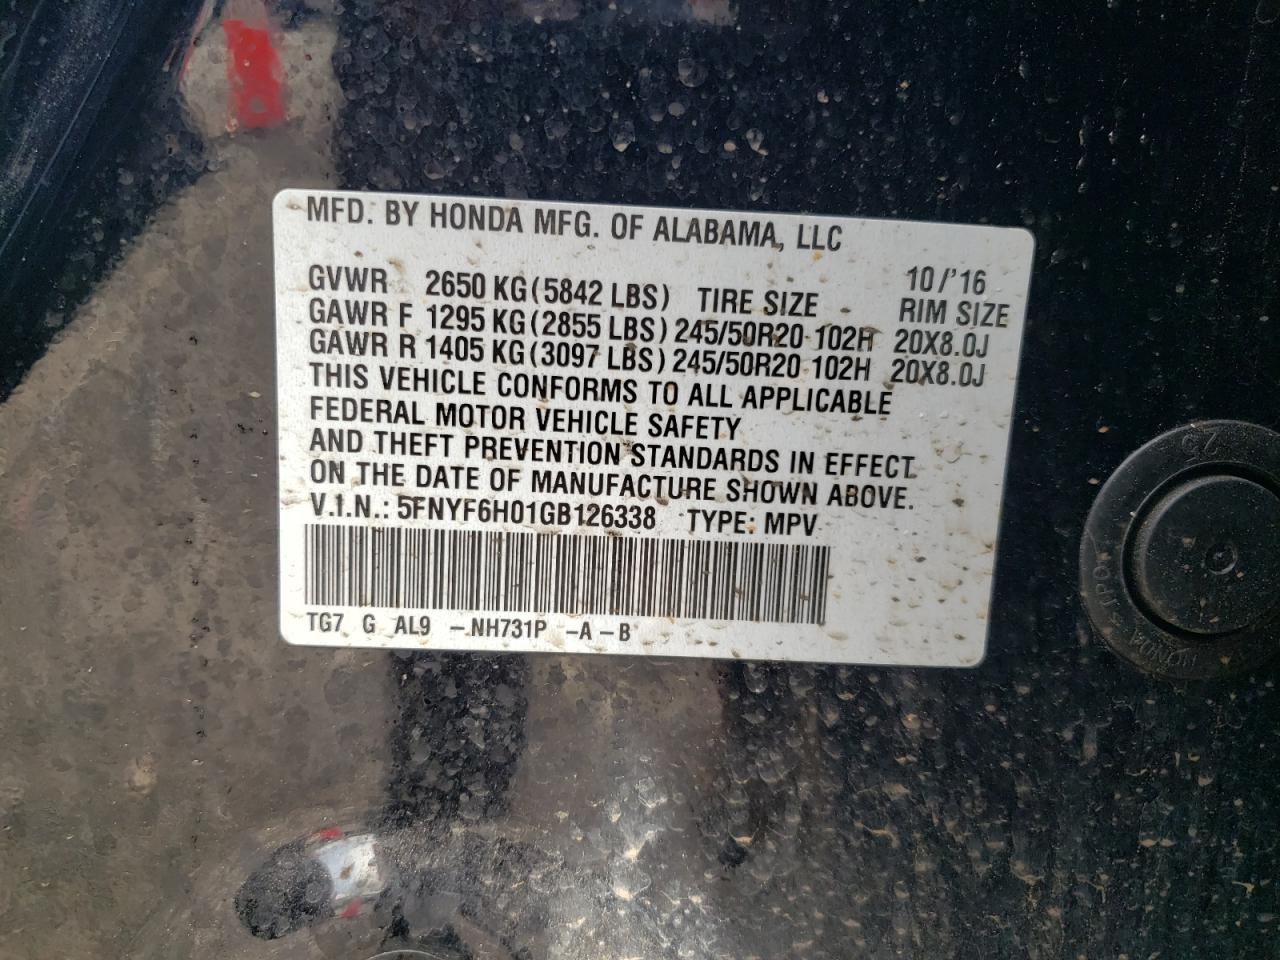 MFD. BY HONDA MFG. OF ALABAMA, LLC
10/'16
GVWR 2650 KG (5842 LBS) TIRE SIZE RIM SIZE
GAWR F 1295 KG (2855 LBS) 245/50R20 102H 20X8.0J
GAWR R 1405 KG (3097 LBS) 245/50R20 102H 20X8.0J
THIS VEHICLE CONFORMS TO ALL APPLICABLE
FEDERAL MOTOR VEHICLE SAFETY
AND THEFT PREVENTION STANDARDS IN EFFECT
ON THE DATE OF MANUFACTURE SHOWN ABOVE.
V.I.N.: 5FNYF6H01GB126338 TYPE: MPV
TG7 G AL9 -NH731P -A -B
25
HONDA